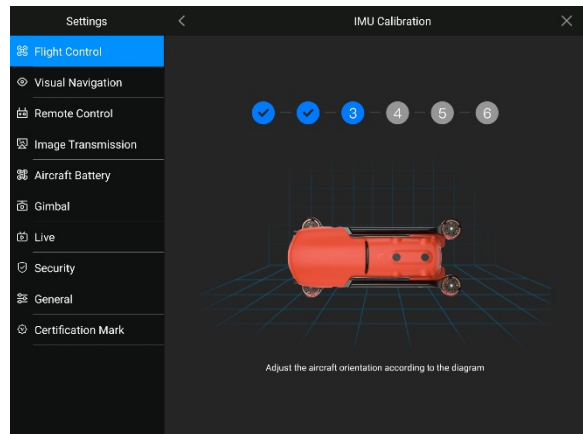 Settings
IMU Calibration
Flight Control
Visual Navigation
Remote Control
Image Transmission
Aircraft Battery
Gimbal
Live
Security
General
Certification Mark
3 4 5 6
Adjust the aircraft orientation according to the diagram